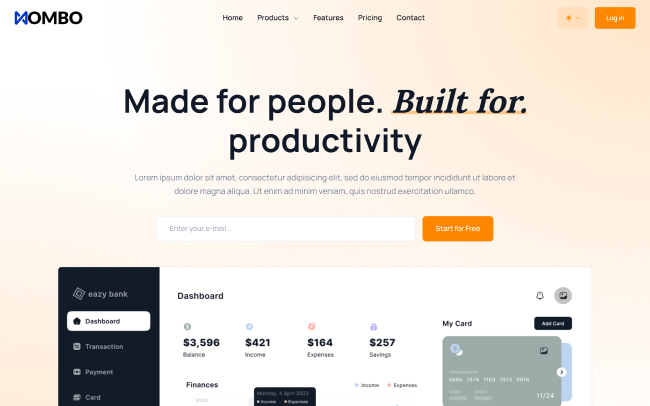 MOMBO
Home Products Features Pricing Contact
Log in
Made for people. Built for.
productivity
Lorem ipsum dolor sit amet, consectetur adipisicing elit, sed do eiusmod tempor incididunt ut labore et
dolore magna aliqua. Ut enim ad minim veniam, quis nostrud exercitation ullamco.
Enter your e-mail...
Start for Free
eazy bank
Dashboard
Transaction
Payment
Card
Dashboard
$3,596
Balance
$421
Income
$164
Expenses
$257
Savings
Finances
Income Expenses
Monday, 4 April 2022
Income Expenses
My Card
Add Card
5995 7474 1103 7013 0014
11/24